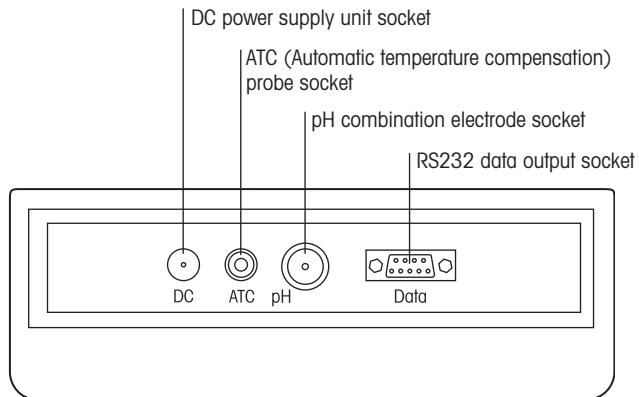 DC power supply unit socket
ATC (Automatic temperature compensation)
probe socket
pH combination electrode socket
RS232 data output socket
DC
ATC
pH
Data